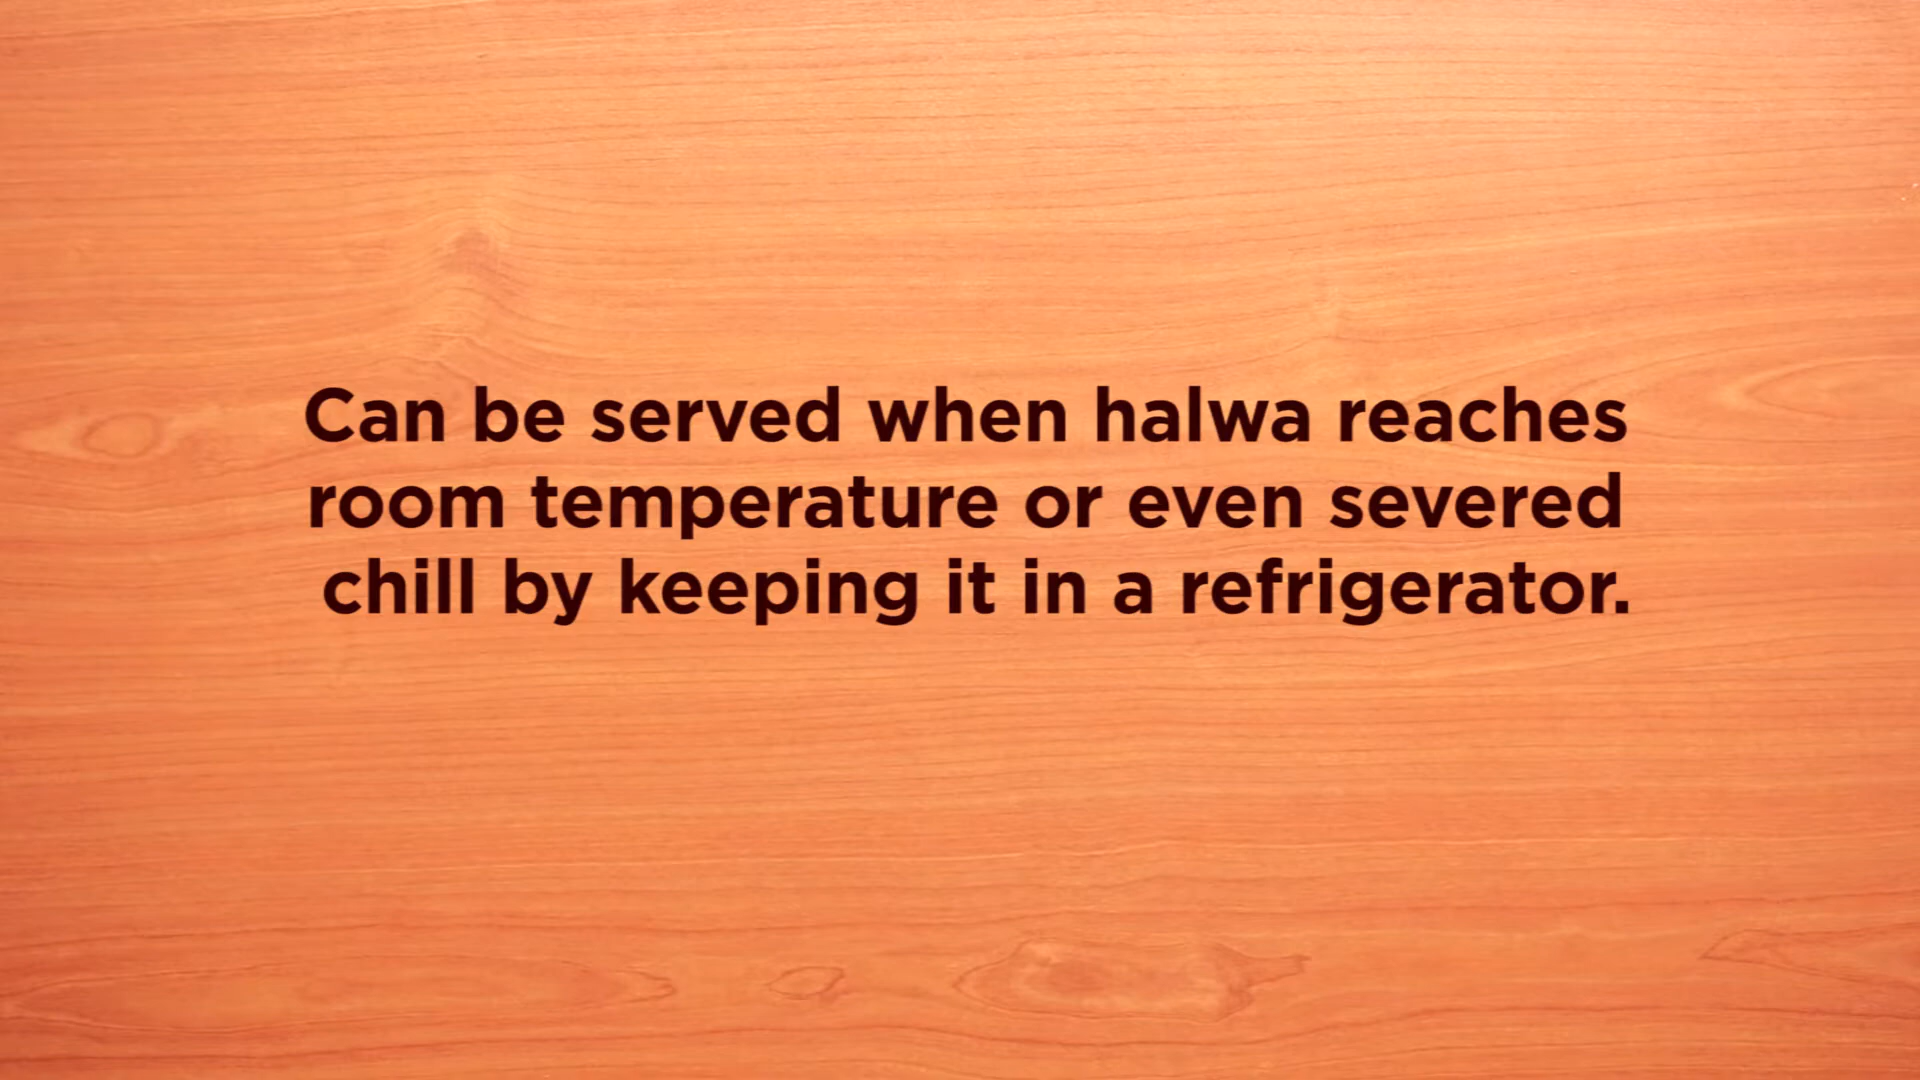 Can be served when halwa reaches
room temperature or even severed
chill by keeping it in a refrigerator.